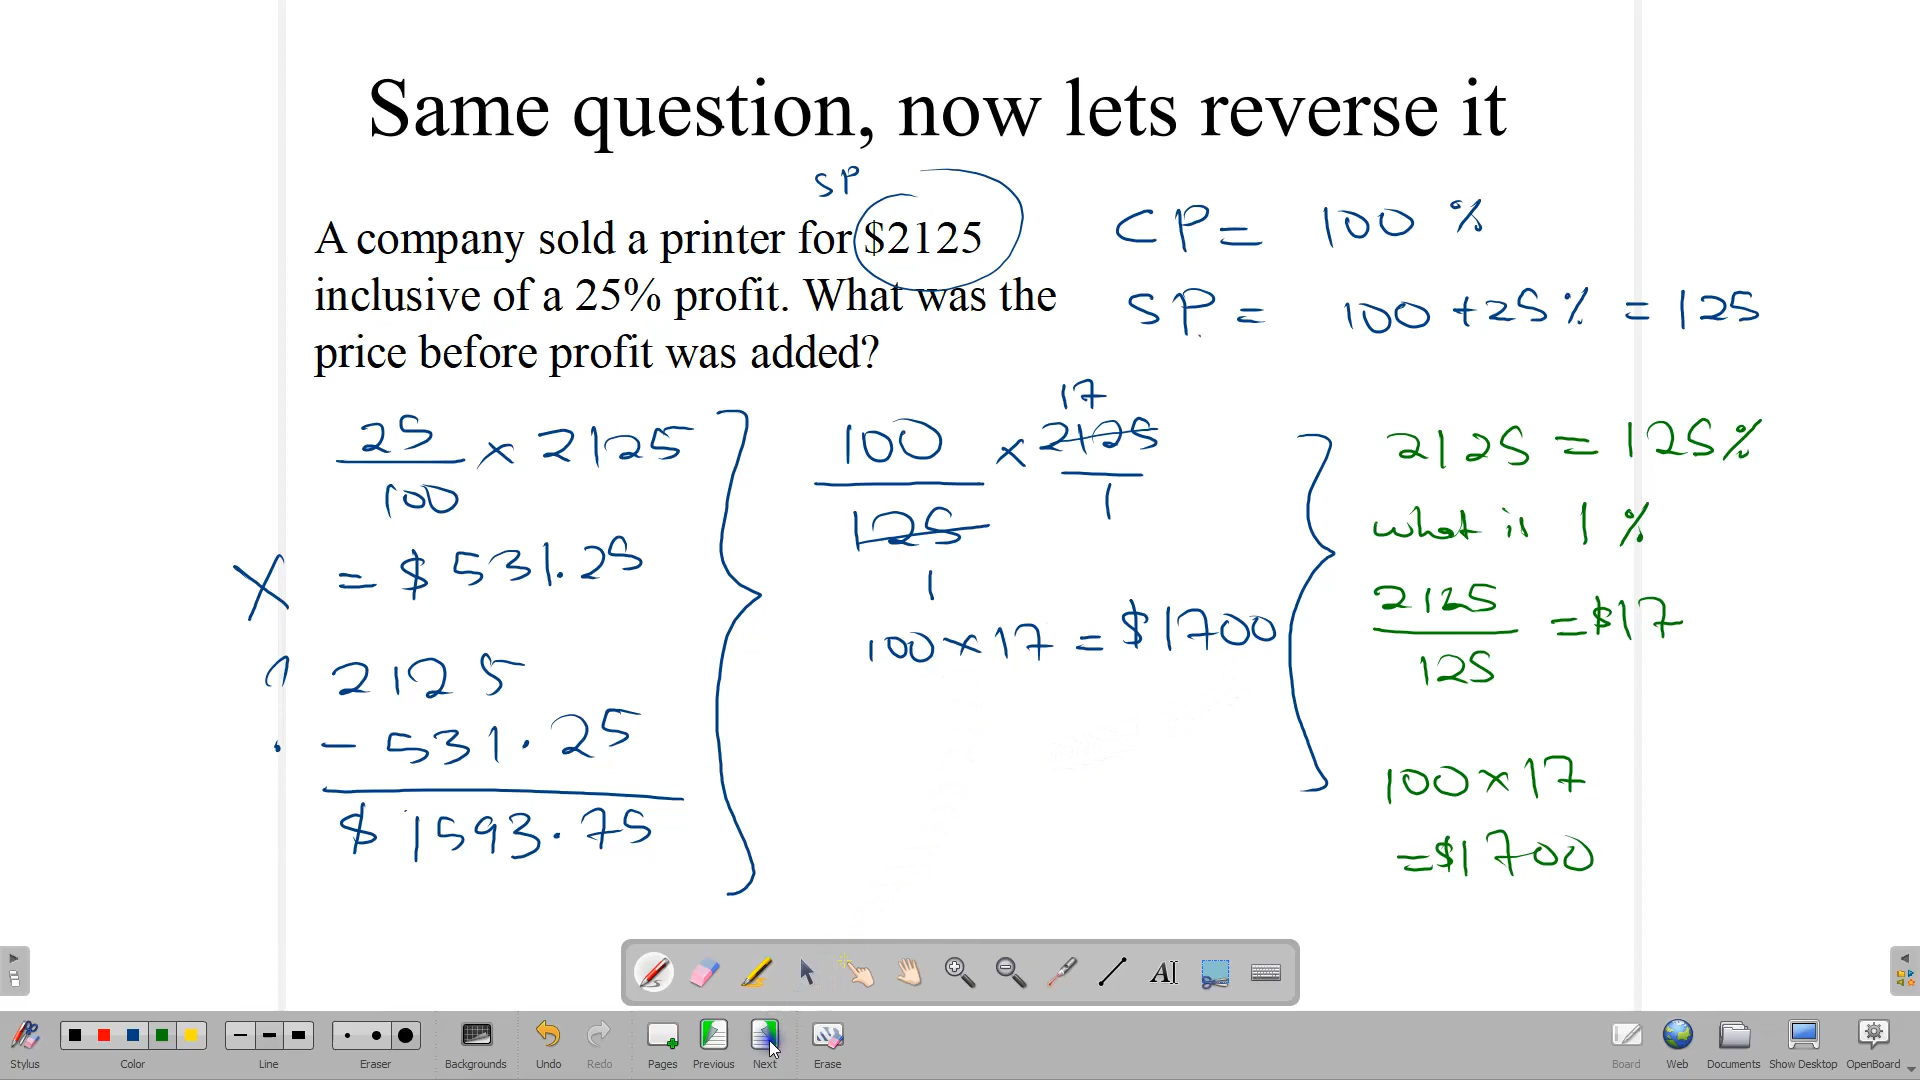 Same question, now lets reverse it
SP
A company sold a printer for $2125
inclusive of a 25% profit. What was the
price before profit was added?
CP = 100 %
SP = 100 + 25 % = 125
25
100
× 2125
= $ 531.25
X
2125
- 531.25
$ 1593.75
17
100 × 2125
125 1
1
100 × 17 = $1700
2125 = 125%
what is 1 %
2125
125
= $17
100 × 17
= $1700
Stylus
Color
Line
Eraser
Backgrounds
Undo
Redo
Pages
Previous
Next
Erase
Board
Web
Documents
Show Desktop
OpenBoard
AI